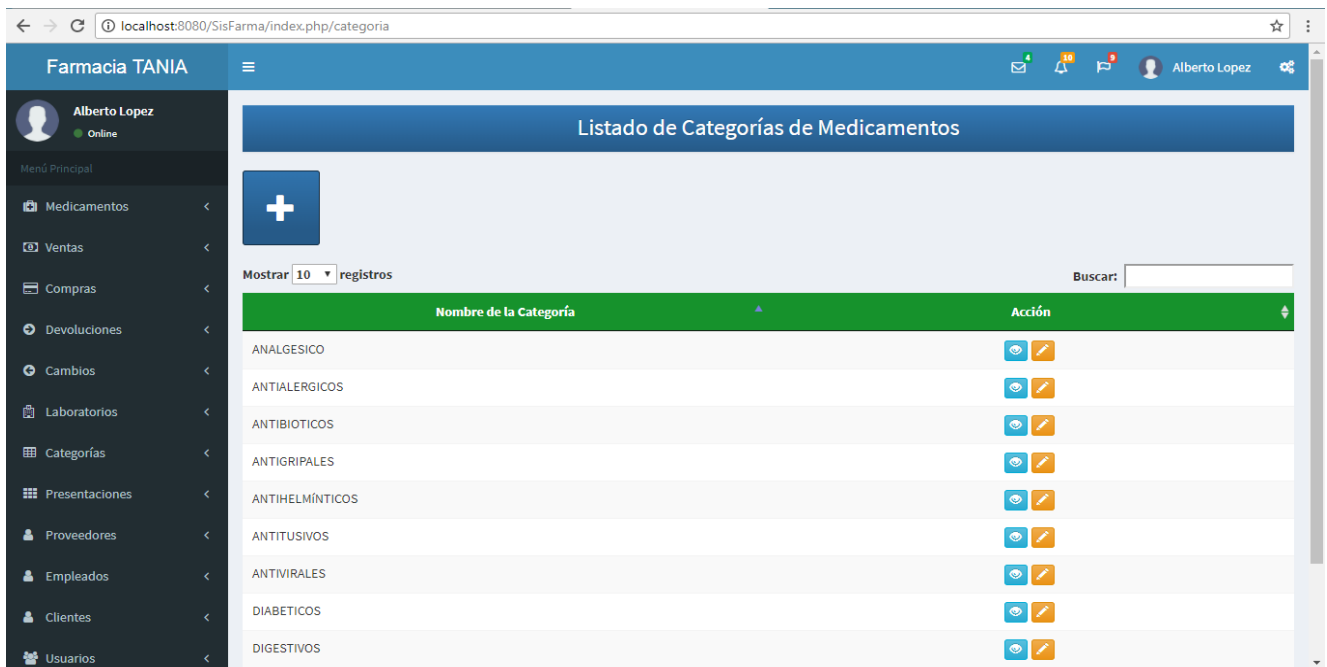 localhost:8080/SisFarma/index.php/categoria
Farmacia TANIA
4
10
9
Alberto Lopez
Alberto Lopez
Online
Menú Principal
Medicamentos
Ventas
Compras
Devoluciones
Cambios
Laboratorios
Categorías
Presentaciones
Proveedores
Empleados
Clientes
Usuarios
Listado de Categorías de Medicamentos
Mostrar 10 registros
Buscar:
Nombre de la Categoría Acción
ANALGESICO
ANTIALERGICOS
ANTIBIOTICOS
ANTIGRIPALES
ANTIHELMÍNTICOS
ANTITUSIVOS
ANTIVIRALES
DIABETICOS
DIGESTIVOS